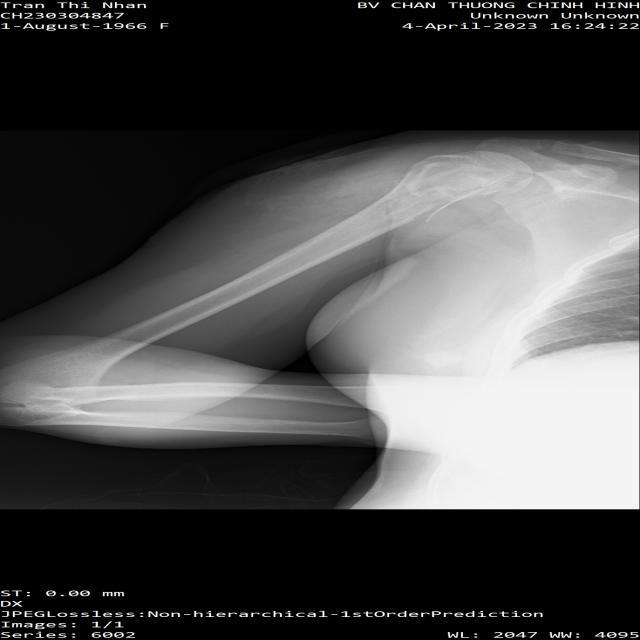 Tran Thi Nhan
BV CHAN THUONG CHINH HINH
CH230304847
Unknown Unknown
1-August-1966 F
4-April-2023 16:24:22
ST: 0.00 mm
DX
JPEGLossless:Non-hierarchical-1stOrderPrediction
Images: 1/1
Series: 6002
WL: 2047 WW: 4095